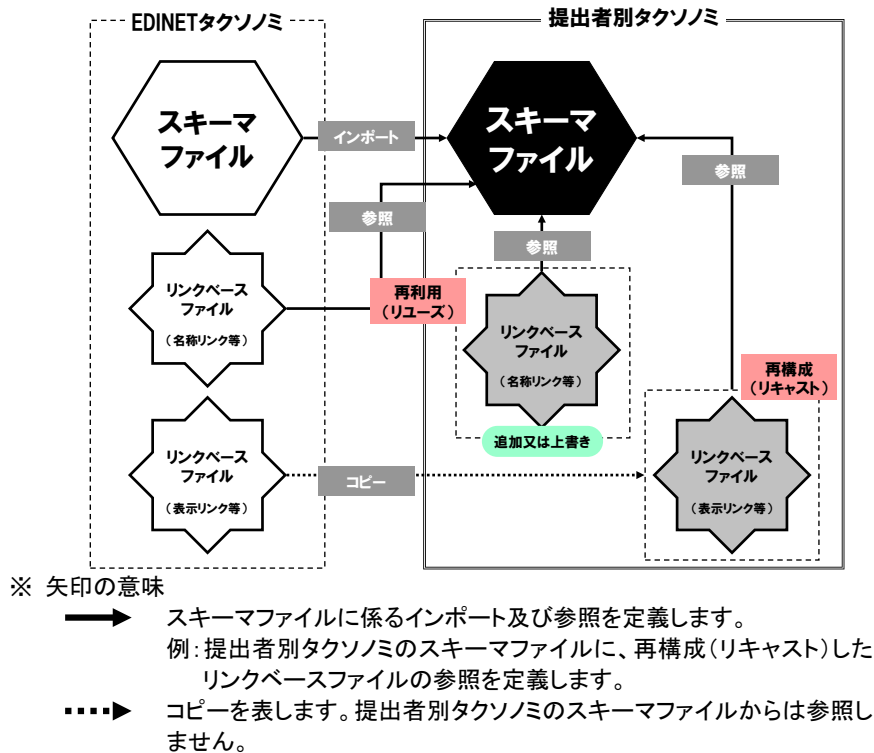 EDINETタクソノミ
提出者別タクソノミ
スキーマ
ファイル
インポート
スキーマ
ファイル
参照
参照
参照
リンクベース
ファイル
（名称リンク等）
再利用
（リユーズ）
リンクベース
ファイル
（名称リンク等）
追加又は上書き
再構成
（リキャスト）
リンクベース
ファイル
（表示リンク等）
コピー
リンクベース
ファイル
（表示リンク等）
※ 矢印の意味
スキーマファイルに係るインポート及び参照を定義します。
例：提出者別タクソノミのスキーマファイルに、再構成（リキャスト）した
リンクベースファイルの参照を定義します。
コピーを表します。提出者別タクソノミのスキーマファイルからは参照し
ません。